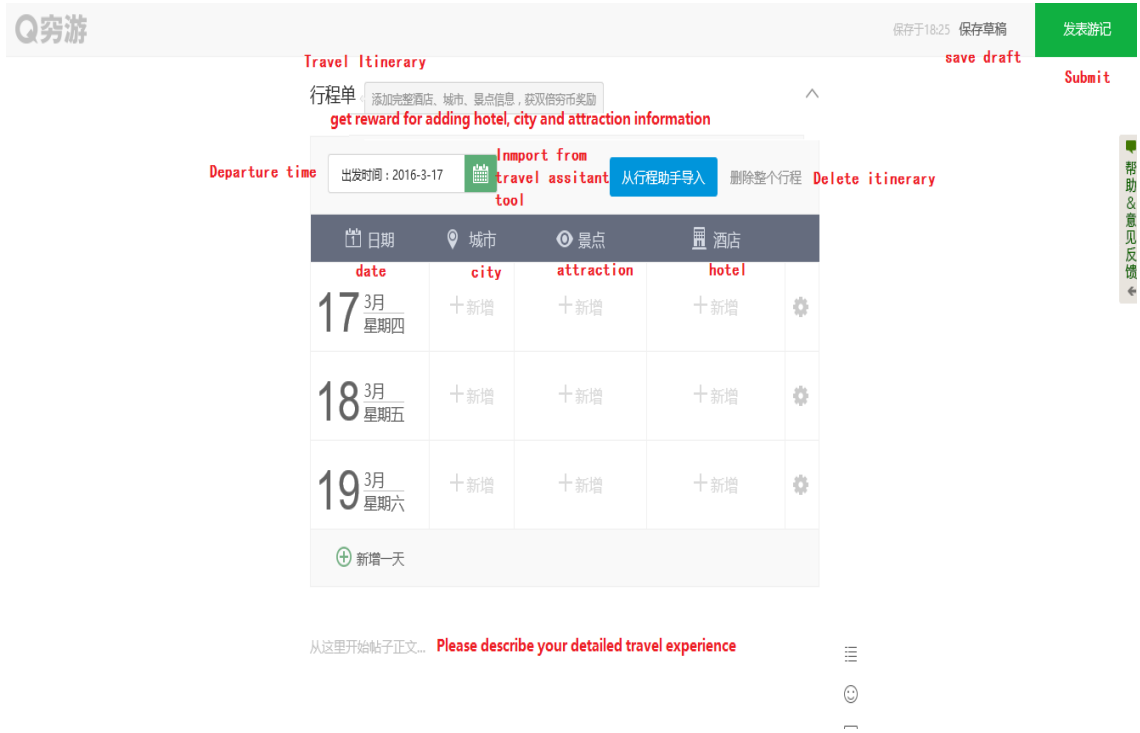 Q穷游
保存于18:25 保存草稿 发表游记
save draft
Submit
Travel Itinerary
行程单 添加完整酒店、城市、景点信息，获双倍穷币奖励
get reward for adding hotel, city and attraction information
Departure time
出发时间：2016-3-17
Inmport from
travel assitant
tool
从行程助手导入 删除整个行程 Delete itinerary
日期 城市 景点 酒店
date city attraction hotel
17 3月
星期四
新增 新增 新增
18 3月
星期五
新增 新增 新增
19 3月
星期六
新增 新增 新增
新增一天
从这里开始帖子正文... Please describe your detailed travel experience
帮助&意见反馈